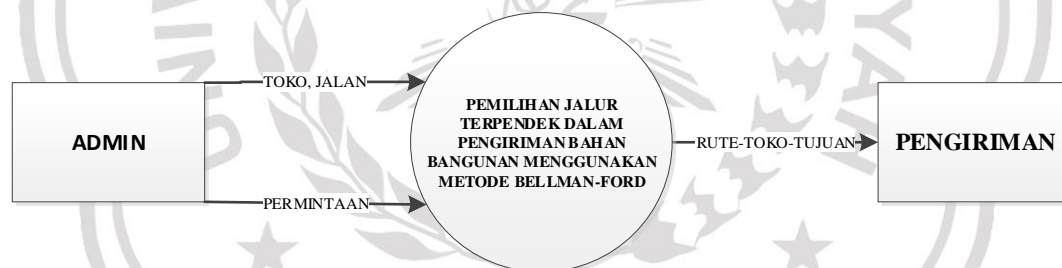 TOKO, JALAN
ADMIN
PERMINTAAN
PEMILIHAN JALUR
TERPENDEK DALAM
PENGIRIMAN BAHAN
BANGUNAN MENGGUNAKAN
METODE BELLMAN-FORD
RUTE-TOKO-TUJUAN
PENGIRIMAN